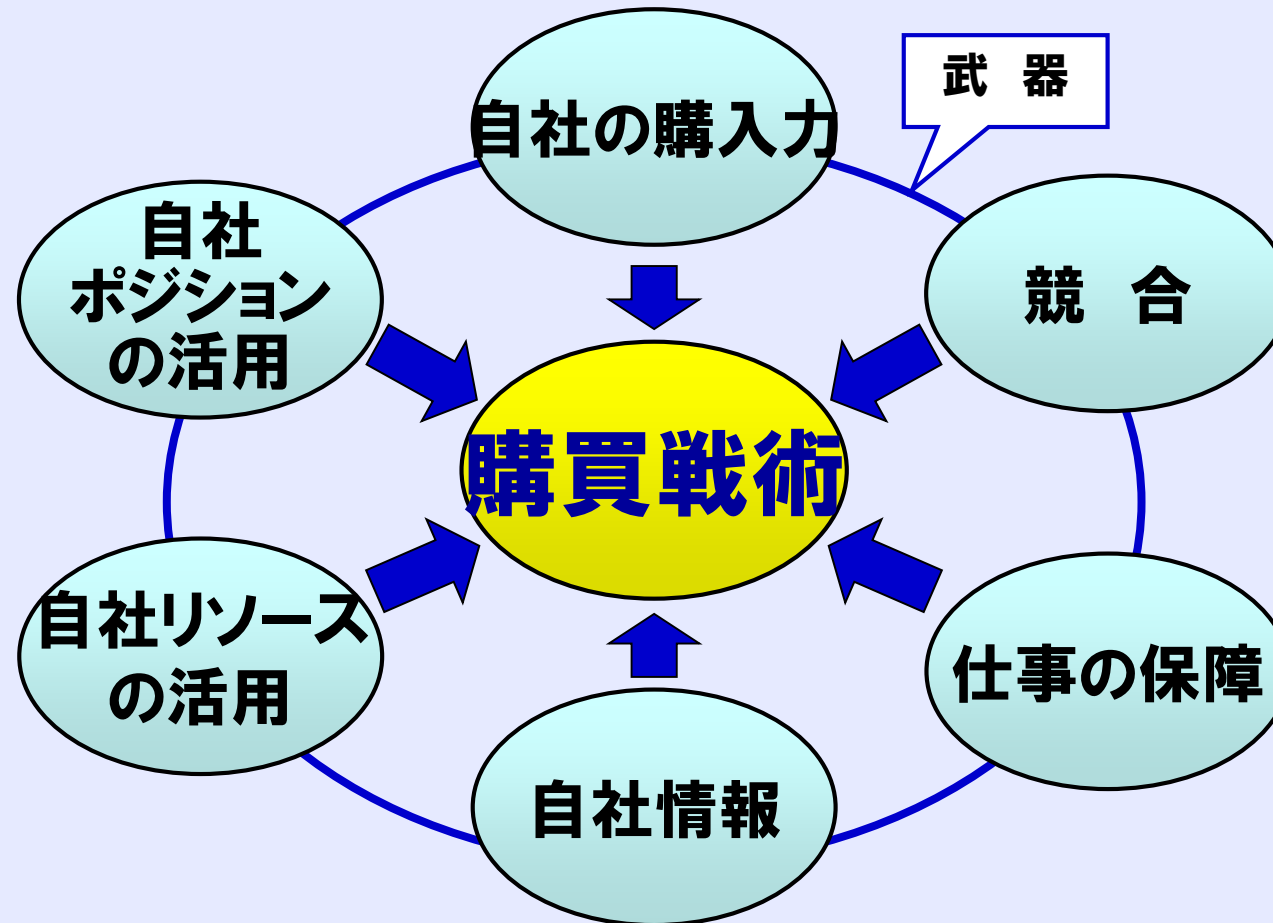 武 器
自社の購入力
競 合
自社
ポジション
の活用
購買戦術
自社リソース
の活用
仕事の保障
自社情報